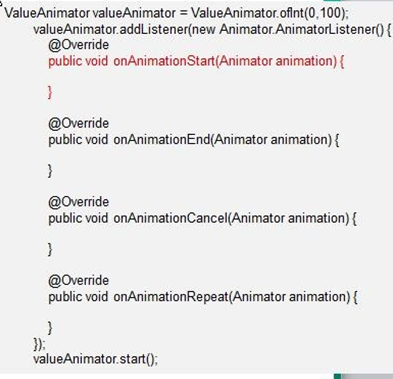 ValueAnimator valueAnimator = ValueAnimator.ofInt(0,100);
valueAnimator.addListener(new Animator.AnimatorListener() {
@Override
public void onAnimationStart(Animator animation) {
}
@Override
public void onAnimationEnd(Animator animation) {
}
@Override
public void onAnimationCancel(Animator animation) {
}
@Override
public void onAnimationRepeat(Animator animation) {
}
});
valueAnimator.start();